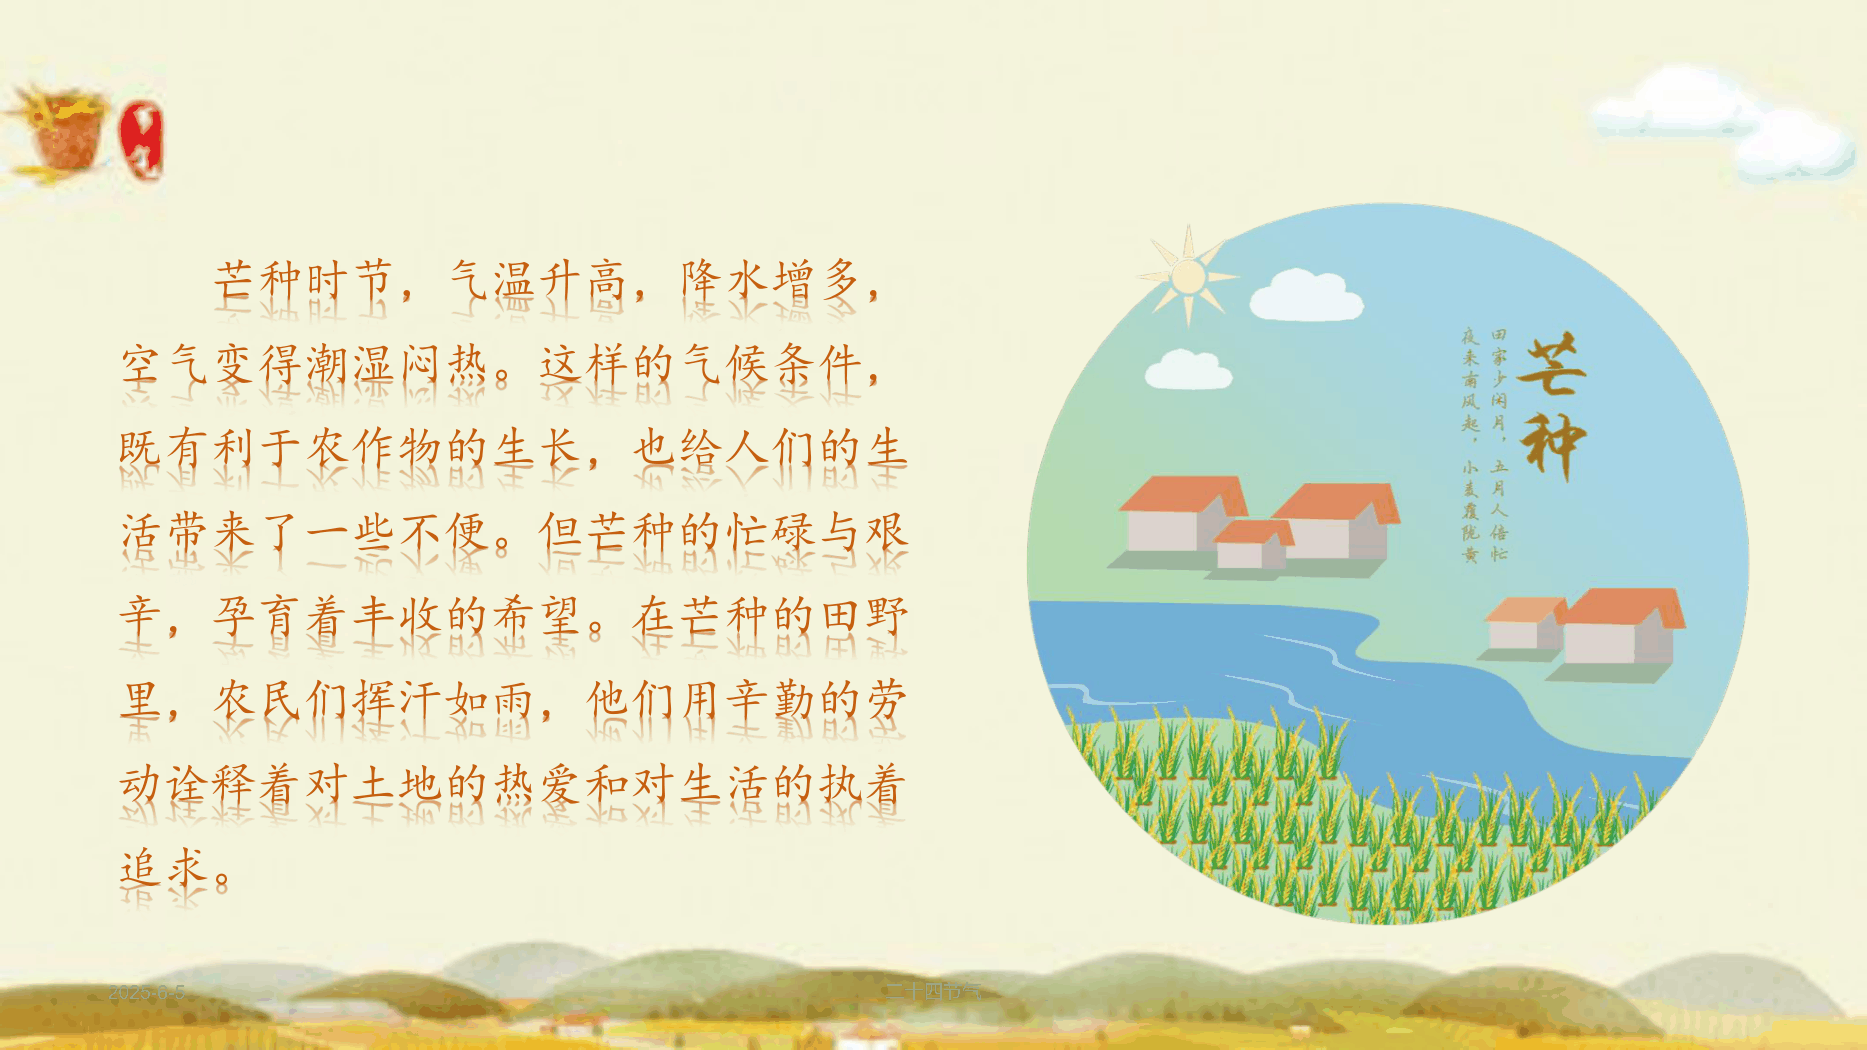 芒种时节，气温升高，降水增多，
空气变得潮湿闷热。这样的气候条件，
既有利于农作物的生长，也给人们的生
活带来了一些不便。但芒种的忙碌与艰
辛，孕育着丰收的希望。在芒种的田野
里，农民们挥汗如雨，他们用辛勤的劳
动诠释着对土地的热爱和对生活的执着
追求。
芒种
田家少闲月，五月人倍忙
夜来南风起，小麦覆陇黄
2025-8-5
二十四节气